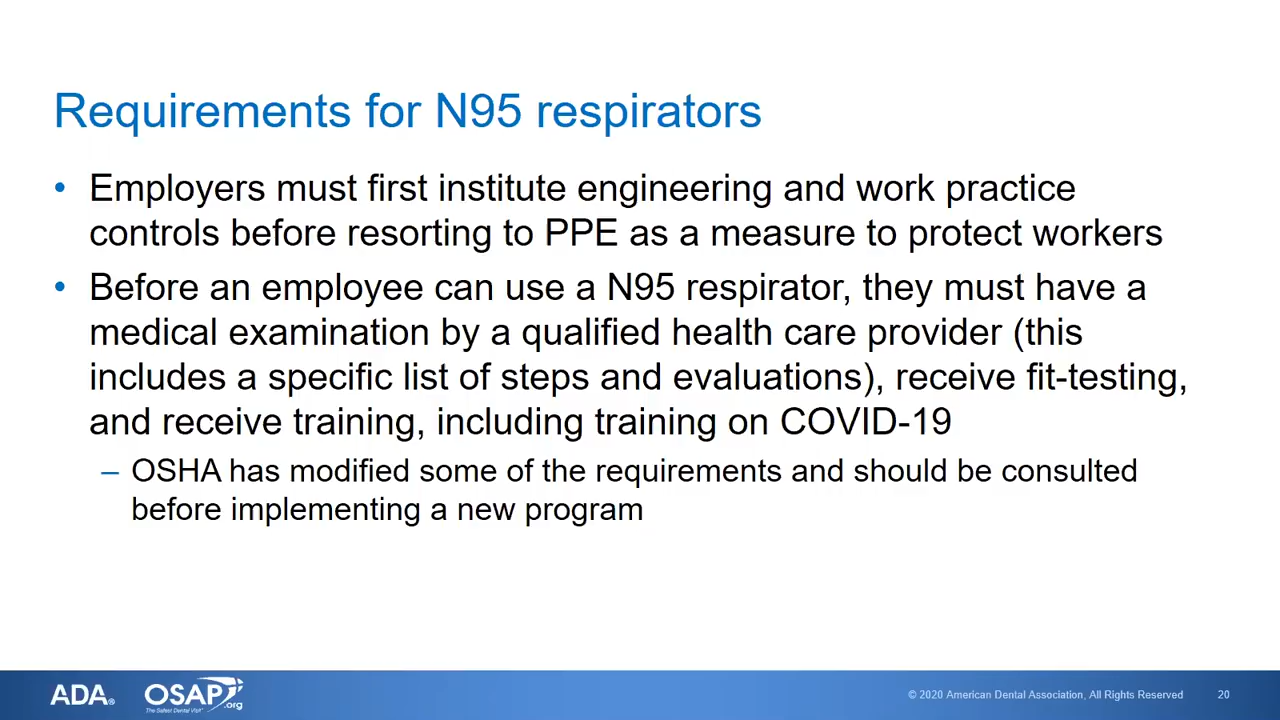 Requirements for N95 respirators
• Employers must first institute engineering and work practice
controls before resorting to PPE as a measure to protect workers
• Before an employee can use a N95 respirator, they must have a
medical examination by a qualified health care provider (this
includes a specific list of steps and evaluations), receive fit-testing,
and receive training, including training on COVID-19
– OSHA has modified some of the requirements and should be consulted
before implementing a new program
ADA®
OSAP.org
The Safest Dental Visit™
© 2020 American Dental Association, All Rights Reserved
20